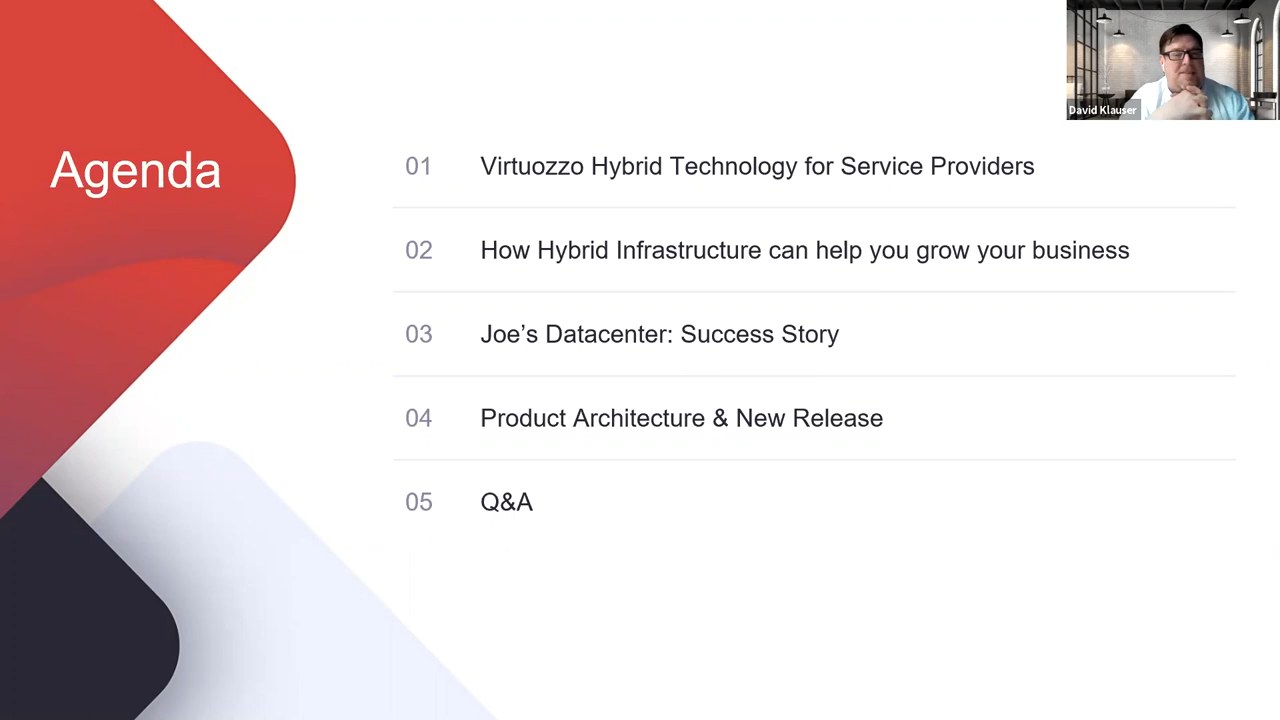 David Klauser
Agenda
01 Virtuozzo Hybrid Technology for Service Providers
02 How Hybrid Infrastructure can help you grow your business
03 Joe’s Datacenter: Success Story
04 Product Architecture & New Release
05 Q&A